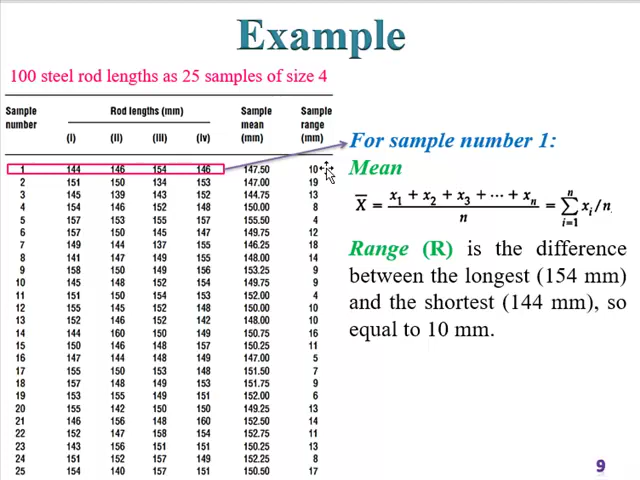 Example
100 steel rod lengths as 25 samples of size 4
Sample number Rod lengths (mm) Sample mean (mm) Sample range (mm)
(i) (ii) (iii) (iv)
1 144 146 154 146 147.50 10
2 151 150 134 153 147.00 19
3 145 139 143 152 144.75 13
4 154 146 152 148 150.00 8
5 157 153 155 157 155.50 4
6 157 150 145 147 149.75 12
7 149 144 137 155 146.25 18
8 141 147 149 155 148.00 14
9 158 150 149 156 153.25 9
10 145 148 152 154 149.75 9
11 151 150 154 153 152.00 4
12 155 145 152 148 150.00 10
13 152 146 152 142 148.00 10
14 144 160 150 149 150.75 16
15 150 146 148 157 150.25 11
16 147 144 148 149 147.00 5
17 155 150 153 148 151.50 7
18 157 148 149 153 151.75 9
19 153 155 149 151 152.00 6
20 155 142 150 150 149.25 13
21 146 156 148 160 152.50 14
22 152 147 158 154 152.75 11
23 143 156 151 151 150.25 13
24 151 152 157 149 152.25 8
25 154 140 157 151 150.50 17
For sample number 1:
Mean
X̅ = (x₁ + x₂ + x₃ + ⋯ + xₙ) / n = ∑ᵢ₌₁ⁿ xᵢ/n
Range (R) is the difference
between the longest (154 mm)
and the shortest (144 mm), so
equal to 10 mm.
9